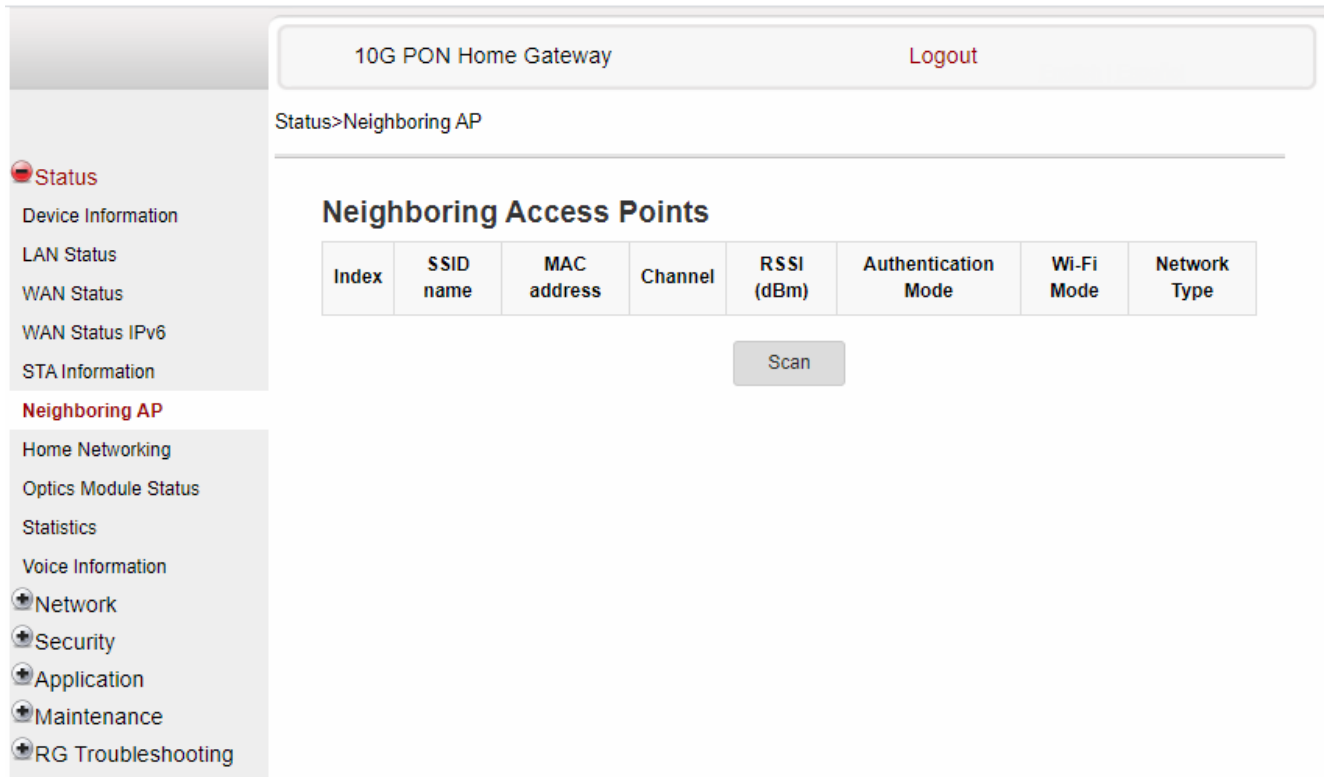 10G PON Home Gateway
Logout
Status>Neighboring AP
Status
Device Information
LAN Status
WAN Status
WAN Status IPv6
STA Information
Neighboring AP
Home Networking
Optics Module Status
Statistics
Voice Information
Network
Security
Application
Maintenance
RG Troubleshooting
Neighboring Access Points
Index
SSID
name
MAC
address
Channel
RSSI
(dBm)
Authentication
Mode
Wi-Fi
Mode
Network
Type
Scan